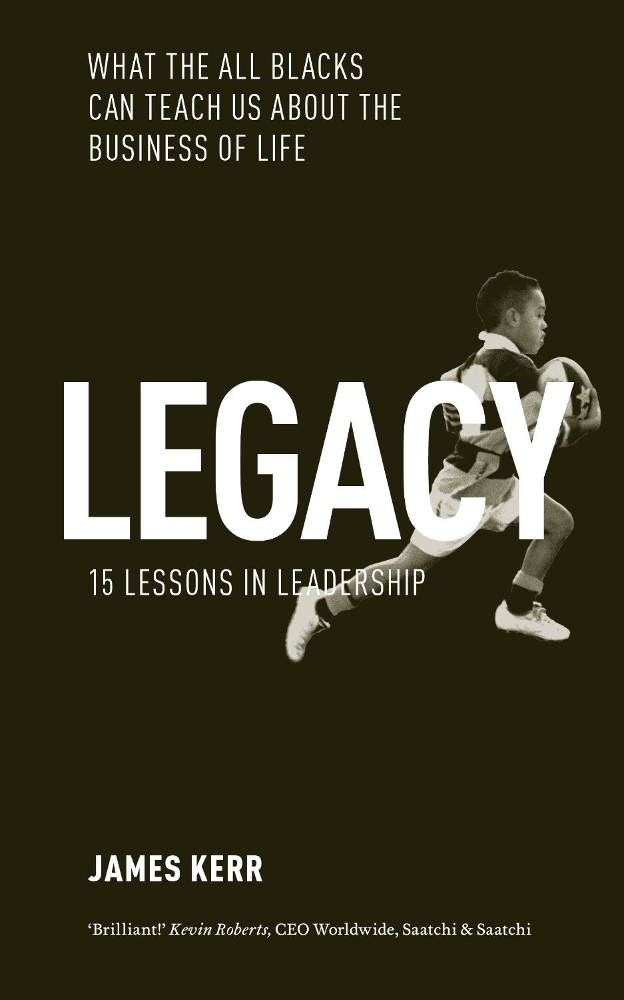 WHAT THE ALL BLACKS
CAN TEACH US ABOUT THE
BUSINESS OF LIFE
LEGACY
15 LESSONS IN LEADERSHIP
JAMES KERR
‘Brilliant!’ Kevin Roberts, CEO Worldwide, Saatchi & Saatchi